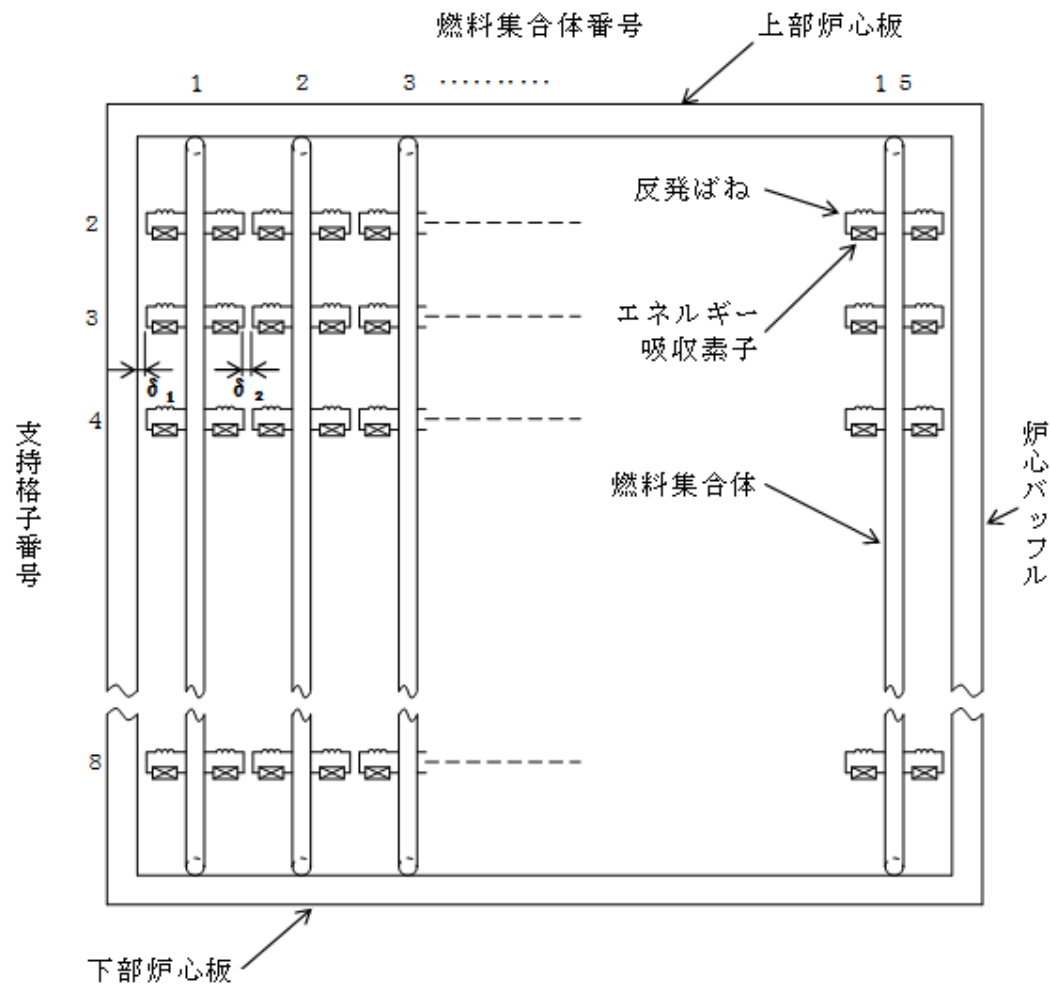 燃料集合体番号
上部炉心板
1 2 3 ·········· 15
反発ばね
2
エネルギー
吸収素子
3
δ₁ δ₂
4
支持格子番号
燃料集合体
炉心バッフル
8
下部炉心板